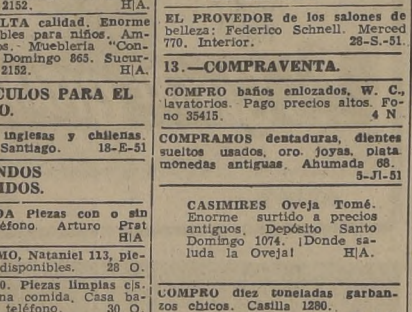 2152. H|A.
LTA calidad. Enorme
bles para niños. Am-
os. Mueblería "Con-
Domingo 865. Sucur-
2152. H|A.
CULOS PARA EL
O.
inglesas y chilenas.
Santiago. 18-E-51
NDOS
IDOS.
DA Piezas con o sin
éfono. Arturo Prat
H|A
MO, Nataniel 113, pie-
disponibles. 28 O.
0. Piezas limpias c|s.
na comida, Casa ba-
teléfono. 30 O.
EL PROVEDOR de los salones de
belleza: Federico Schnell. Merced
770. Interior. 28-S.-51
13.—COMPRAVENTA.
COMPRO baños enlozados, W. C.,
lavatorios. Pago precios altos. Fo-
no 35415. 4 N
COMPRAMOS dentaduras, dientes
sueltos usados, oro, joyas, plata
monedas antiguas, Ahumada 68.
5-Jl-51
CASIMIRES Oveja Tomé.
Enorme surtido a precios
antiguos, Depósito Santo
Domingo 1074. ¡Donde sa-
luda la Oveja! H|A.
COMPRO diez toneladas garban-
zos chicos. Casilla 1280.